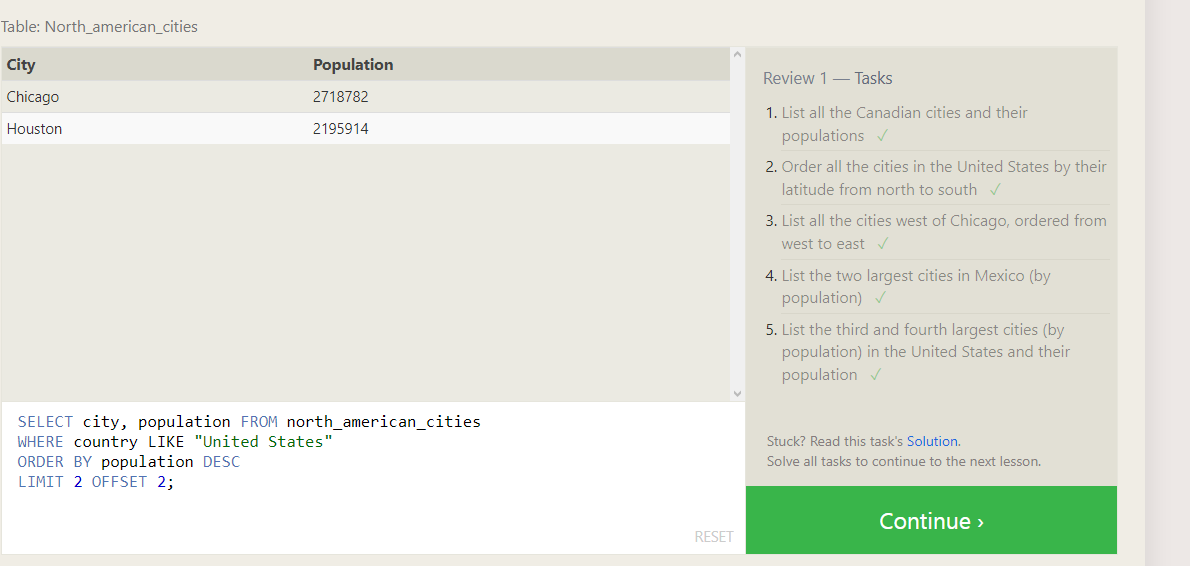 Table: North_american_cities
City Population
Chicago 2718782
Houston 2195914
SELECT city, population FROM north_american_cities
WHERE country LIKE "United States"
ORDER BY population DESC
LIMIT 2 OFFSET 2;
RESET
Review 1 — Tasks
1. List all the Canadian cities and their
populations ✓
2. Order all the cities in the United States by their
latitude from north to south ✓
3. List all the cities west of Chicago, ordered from
west to east ✓
4. List the two largest cities in Mexico (by
population) ✓
5. List the third and fourth largest cities (by
population) in the United States and their
population ✓
Stuck? Read this task's Solution.
Solve all tasks to continue to the next lesson.
Continue ›